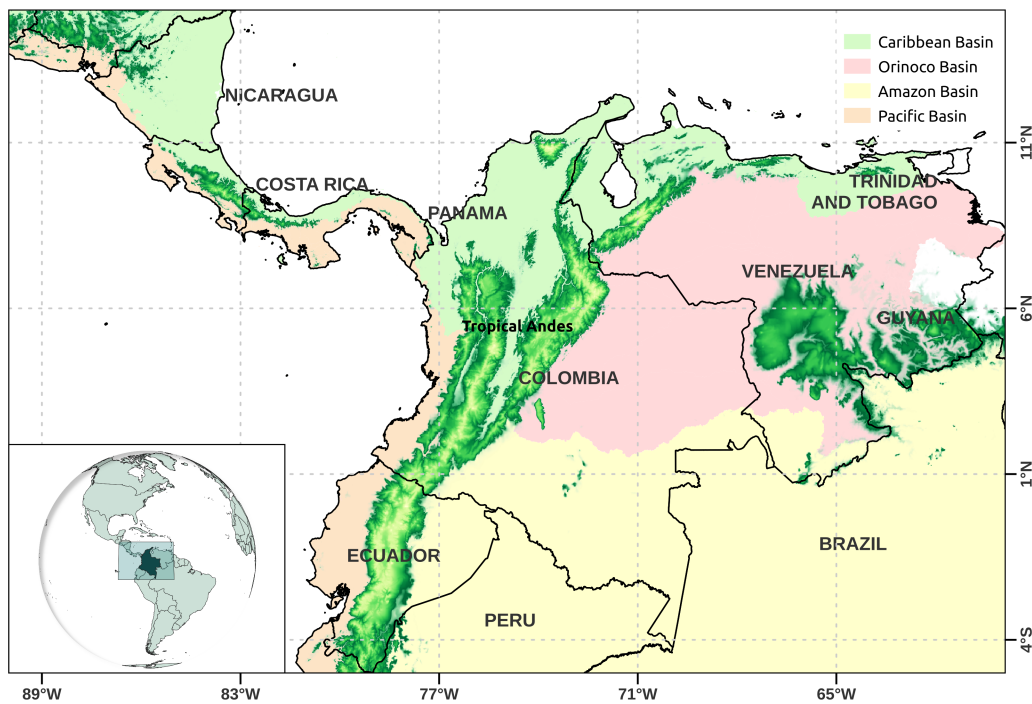 Caribbean Basin
Orinoco Basin
Amazon Basin
Pacific Basin
NICARAGUA
COSTA RICA
PANAMA
TRINIDAD
AND TOBAGO
VENEZUELA
GUYANA
Tropical Andes
COLOMBIA
ECUADOR
BRAZIL
PERU
11°N
6°N
1°N
4°S
89°W
83°W
77°W
71°W
65°W